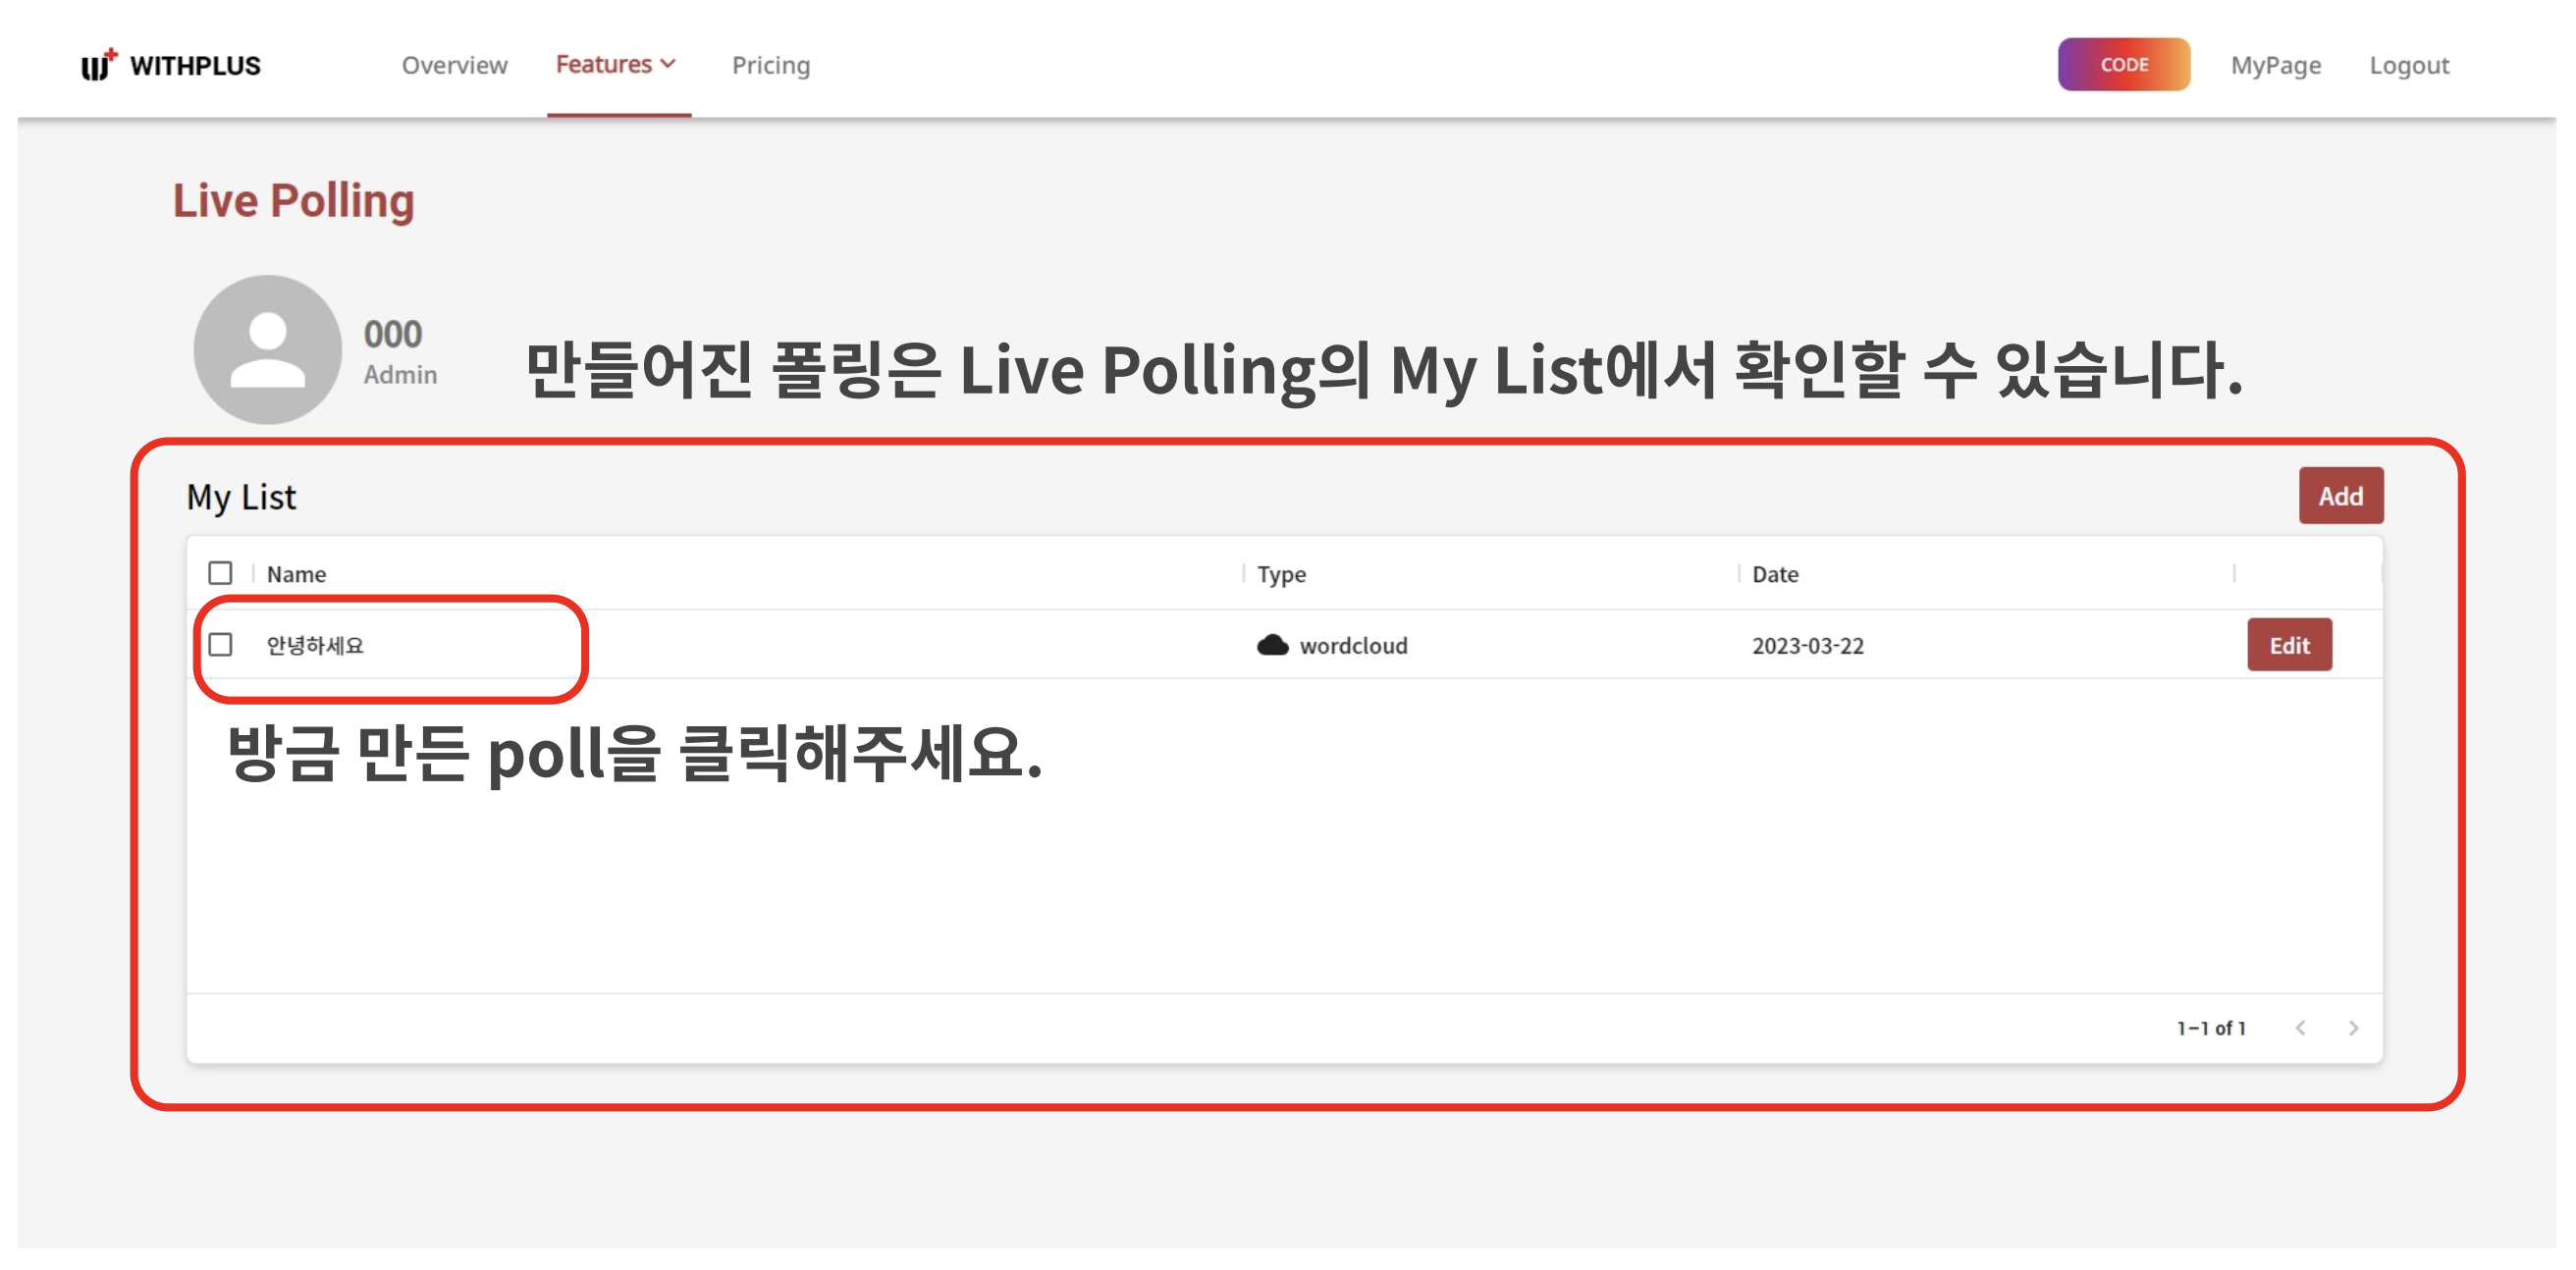 WITHPLUS Overview Features Pricing CODE MyPage Logout
Live Polling
000
Admin
만들어진 폴링은 Live Polling의 My List에서 확인할 수 있습니다.
My List Add
Name Type Date
안녕하세요 wordcloud 2023-03-22 Edit
방금 만든 poll을 클릭해주세요.
1–1 of 1